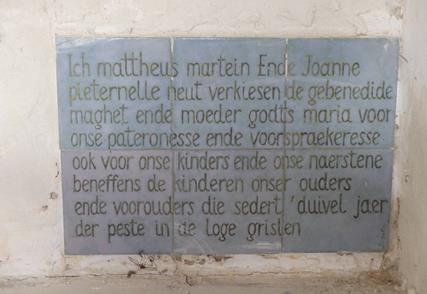 Ich mattheus martein Ende Joanne
pieternelle neut verkiesen de gebenedide
maghet ende moeder godts maria voor
onse pateronesse ende voorspraekeresse
ook voor onse kinders ende onse naerstene
beneffens de kinderen onser ouders
ende voorouders die sedert 'duivel jaer
der peste in de loge grislen